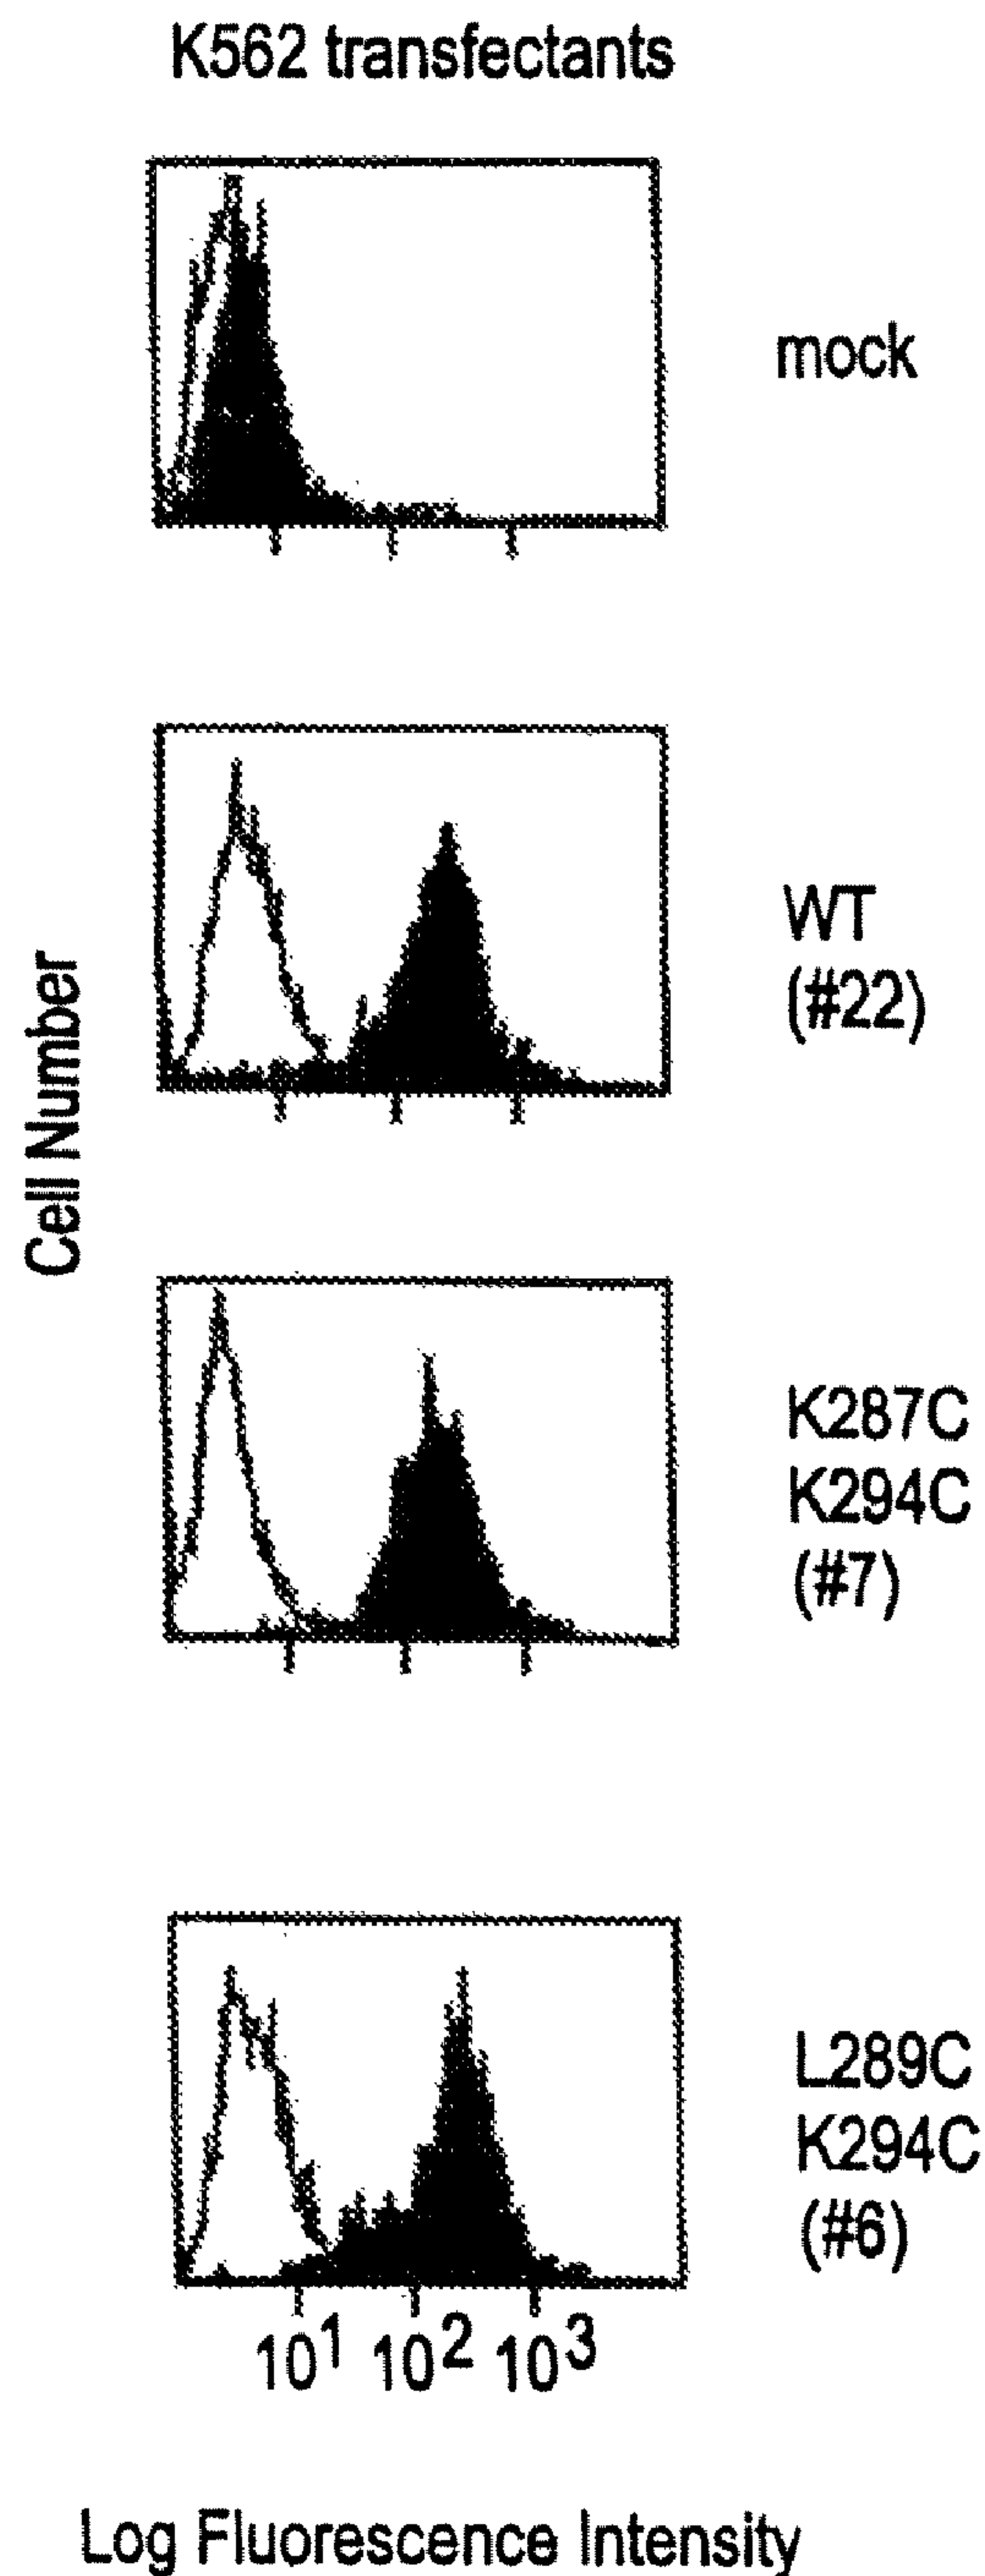 K562 transfectants
mock
WT
(#22)
Cell Number
K287C
K294C
(#7)
L289C
K294C
(#6)
10¹ 10² 10³
Log Fluorescence Intensity